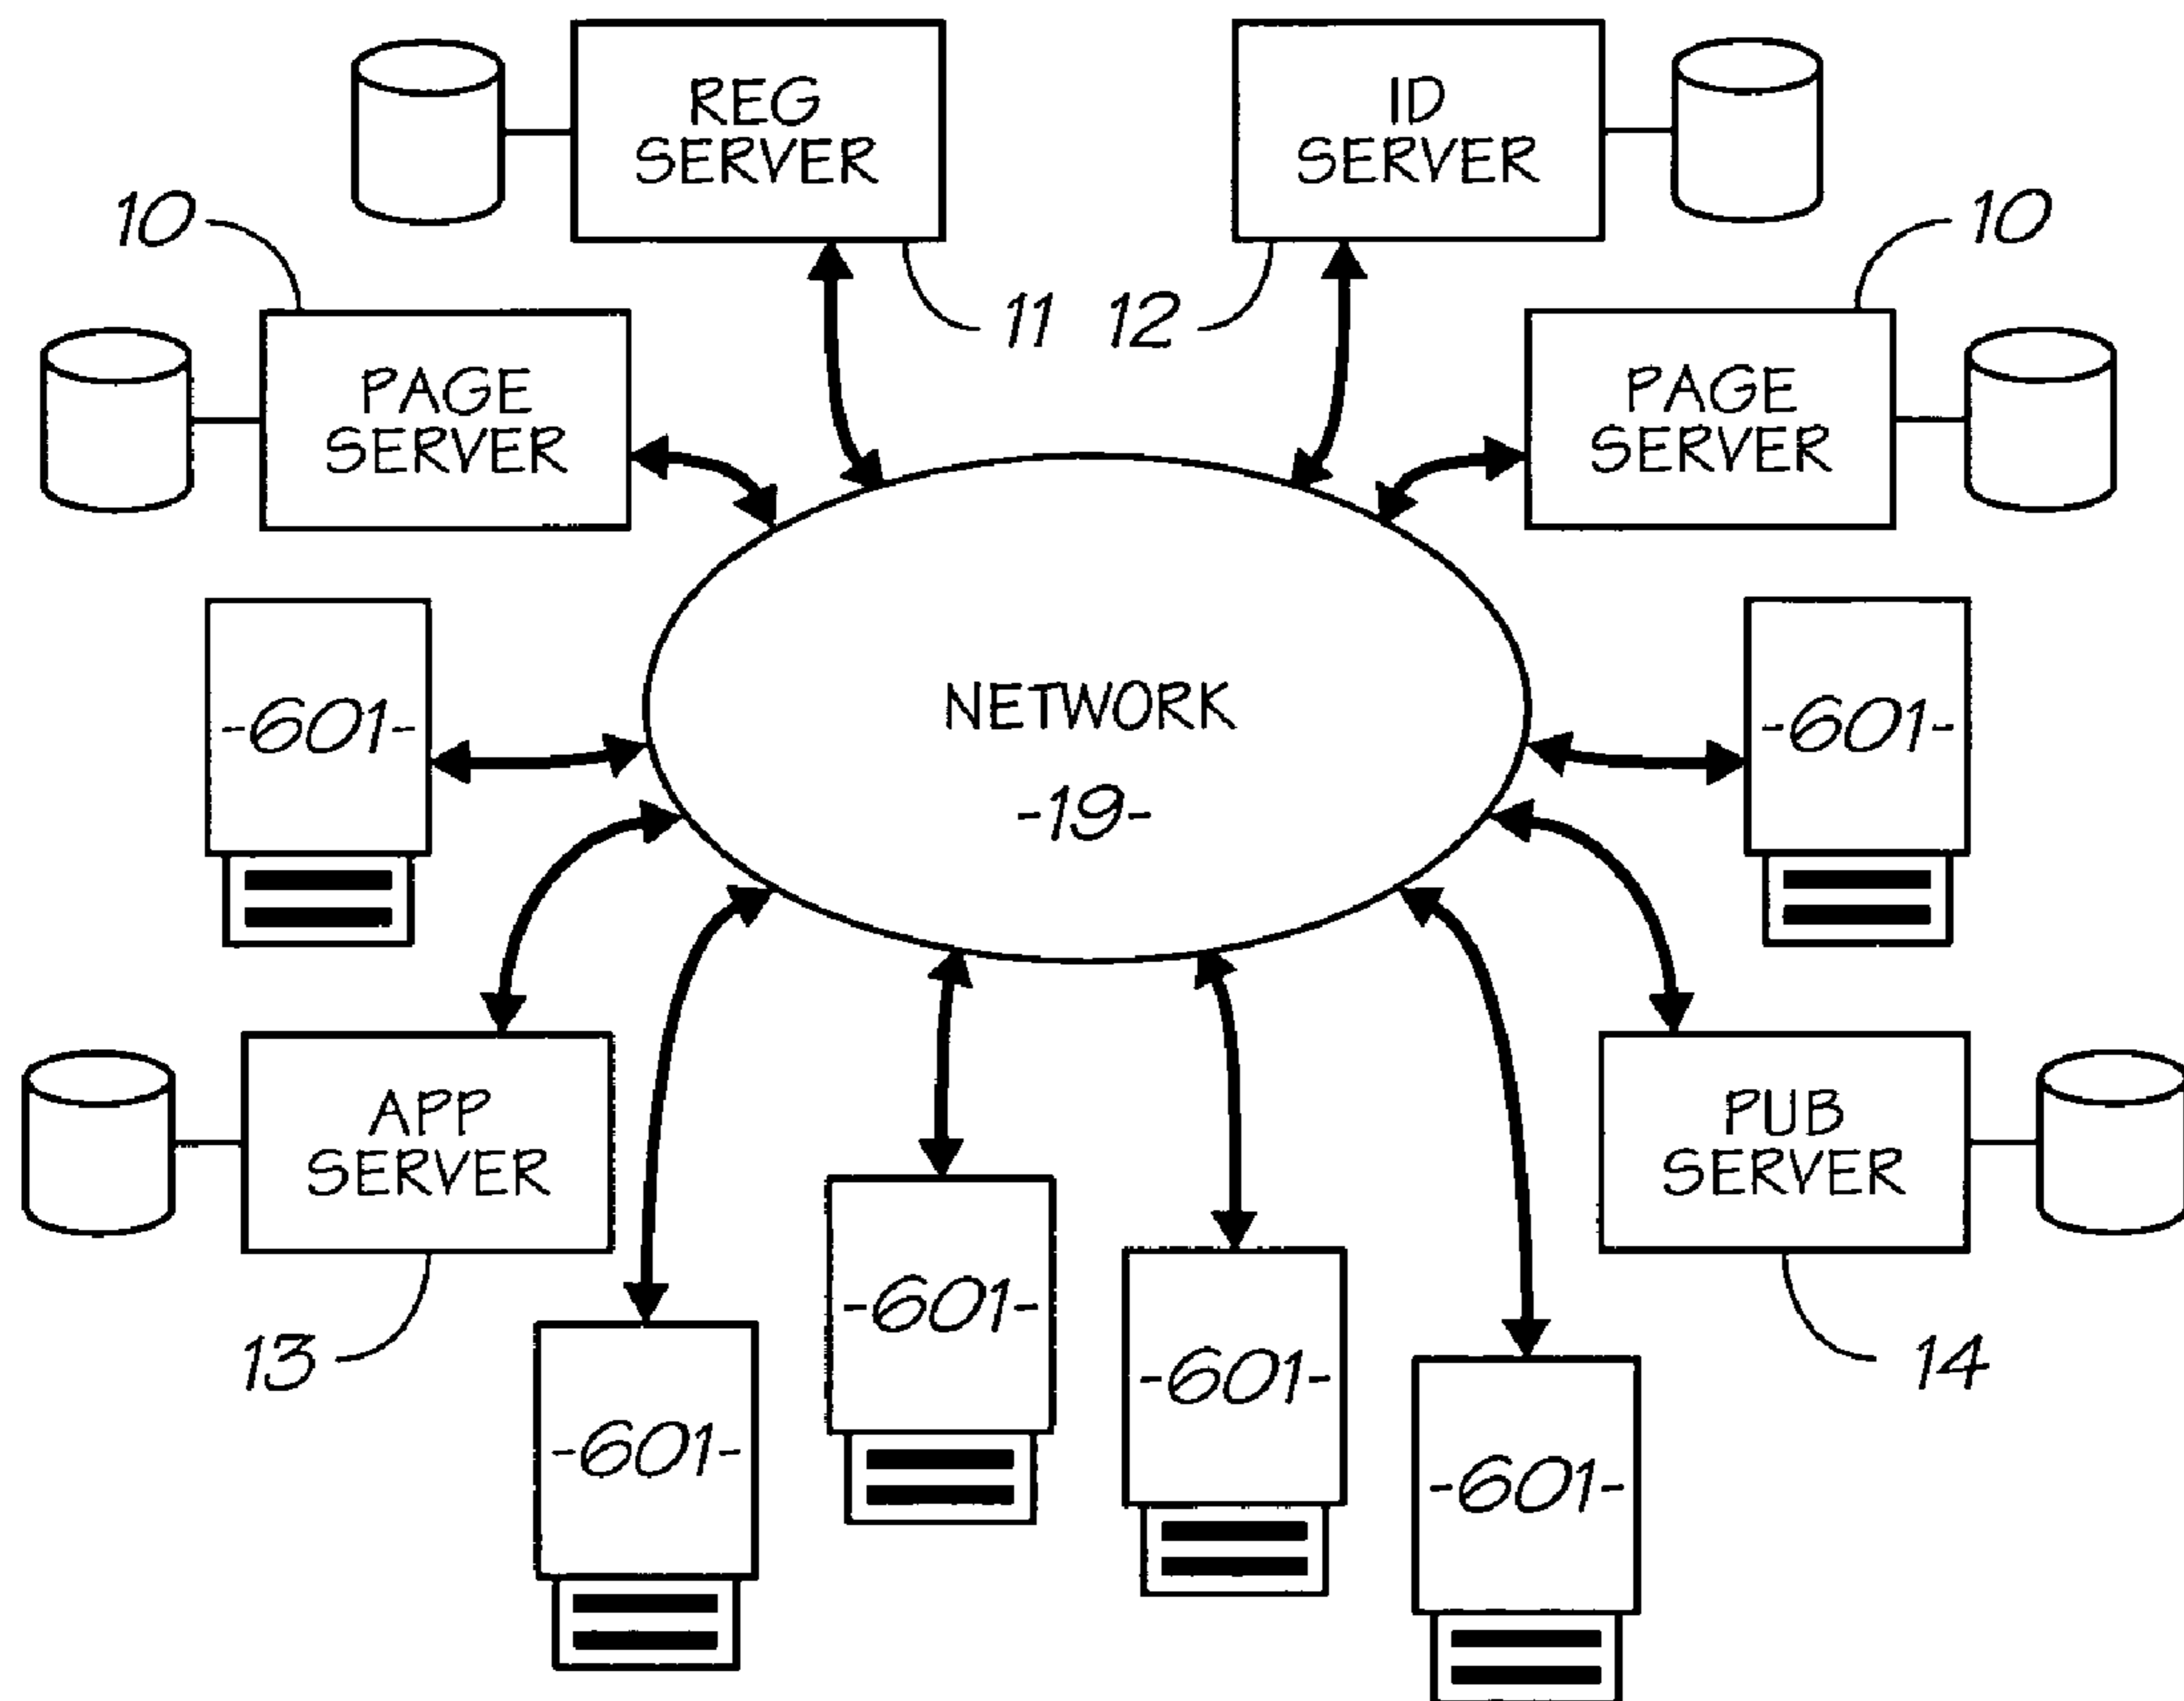 REG
SERVER
ID
SERVER
10
10
11
12
PAGE
SERVER
PAGE
SERVER
-601-
NETWORK
-19-
-601-
APP
SERVER
PUB
SERVER
13
-601-
-601-
-601-
-601-
14